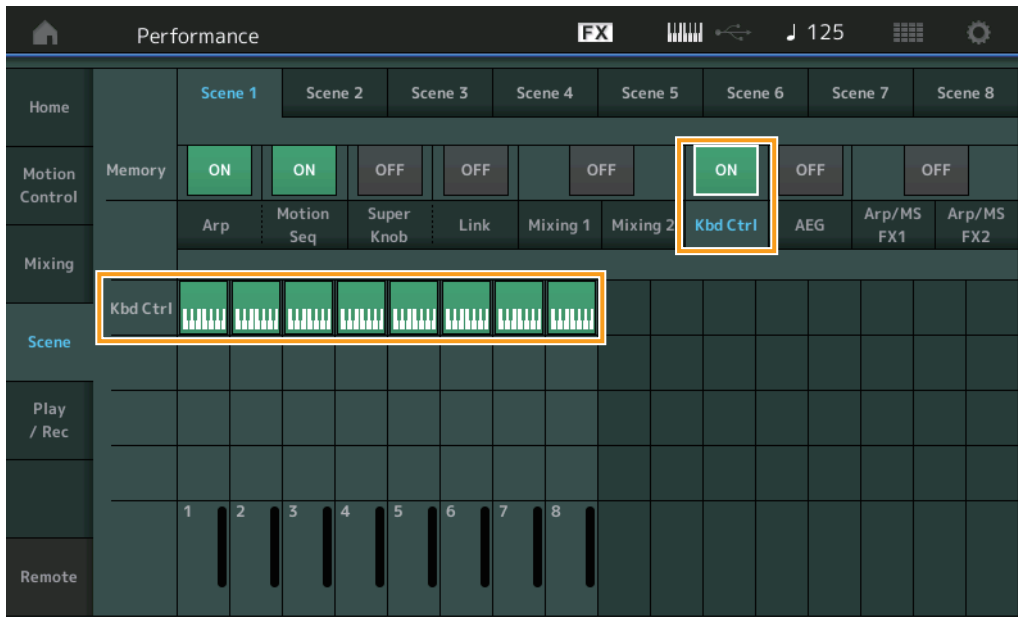 Performance FX 125
Scene 1 Scene 2 Scene 3 Scene 4 Scene 5 Scene 6 Scene 7 Scene 8
Home
Memory ON ON OFF OFF OFF ON OFF OFF
Motion
Control
Arp Motion Seq Super Knob Link Mixing 1 Mixing 2 Kbd Ctrl AEG Arp/MS FX1 Arp/MS FX2
Mixing
Kbd Ctrl
Scene
Play
/ Rec
1 2 3 4 5 6 7 8
Remote